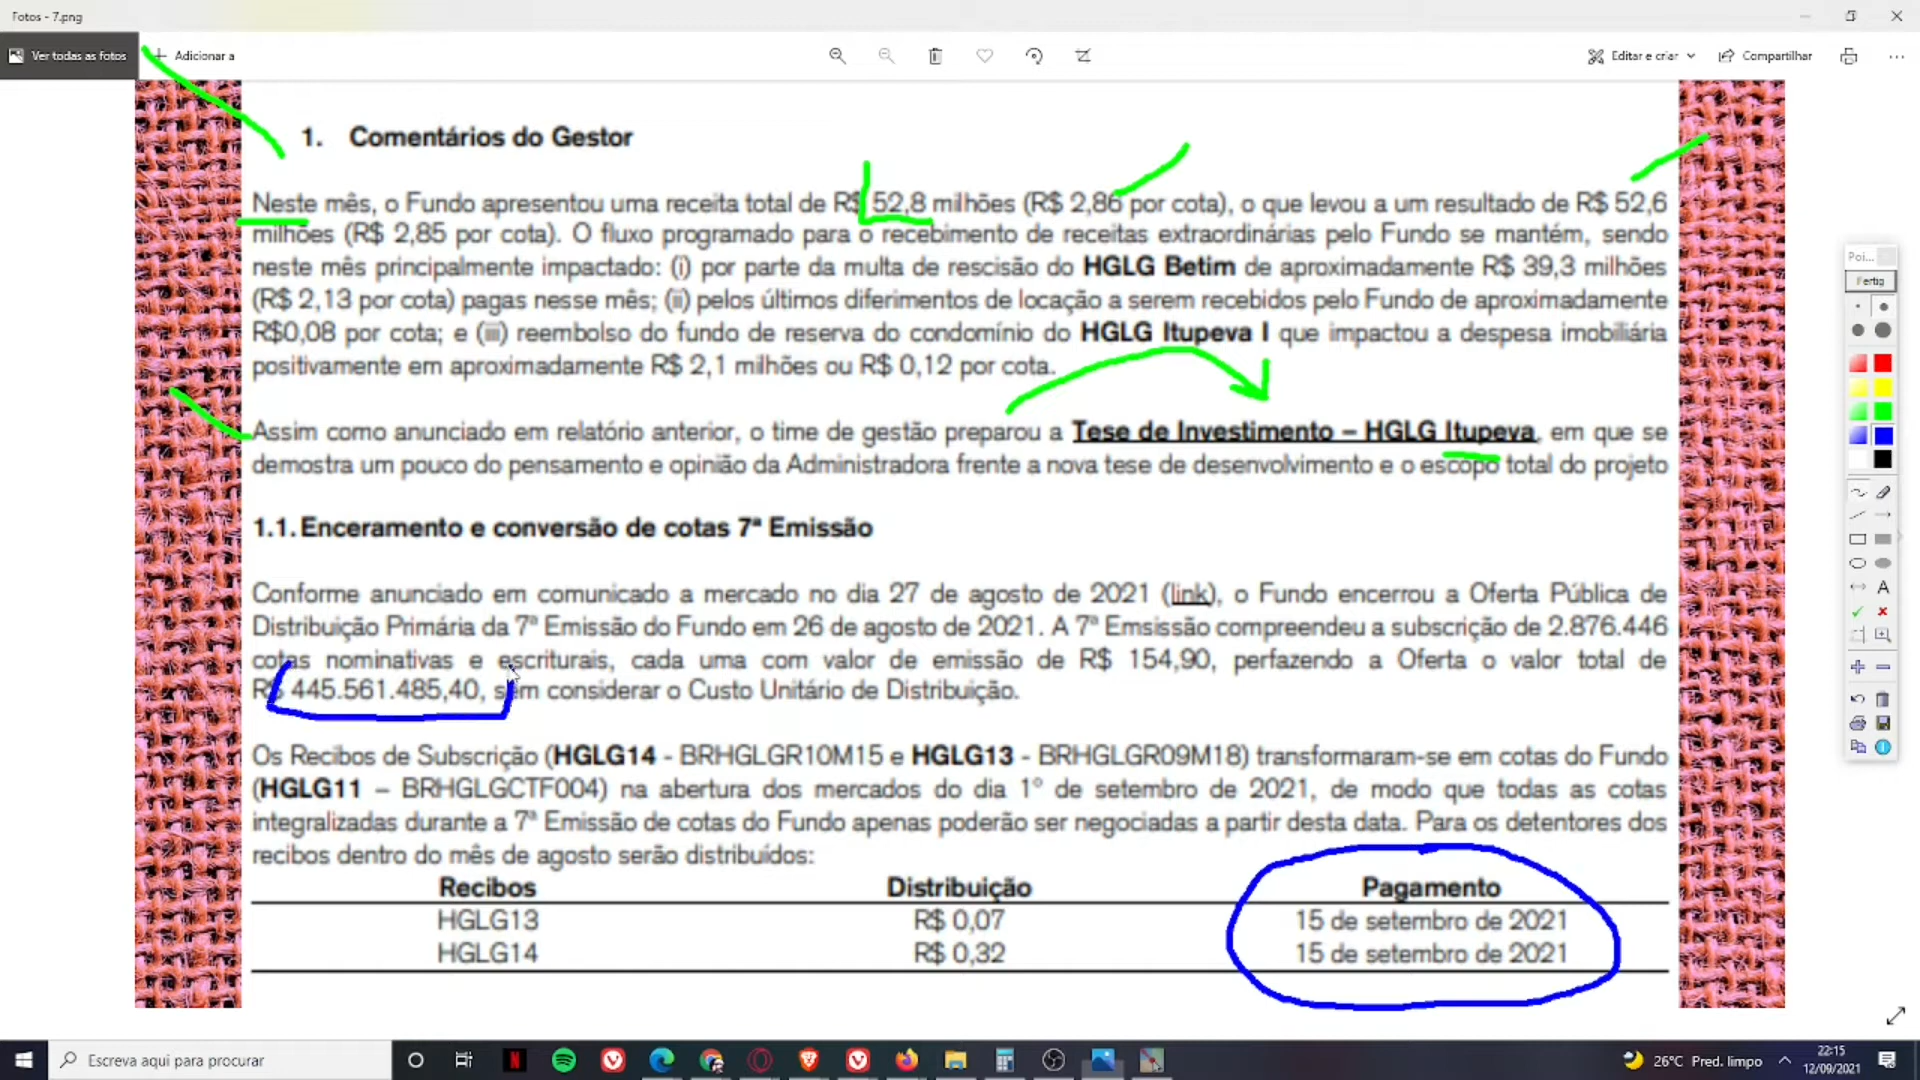 Fotos - 7.png
Ver todas as fotos
Adicionar a
Editar e criar
Compartilhar
1. Comentários do Gestor
Neste mês, o Fundo apresentou uma receita total de R$ 52,8 milhões (R$ 2,86 por cota), o que levou a um resultado de R$ 52,6
milhões (R$ 2,85 por cota). O fluxo programado para o recebimento de receitas extraordinárias pelo Fundo se mantém, sendo
neste mês principalmente impactado: (i) por parte da multa de rescisão do HGLG Betim de aproximadamente R$ 39,3 milhões
(R$ 2,13 por cota) pagas nesse mês; (ii) pelos últimos diferimentos de locação a serem recebidos pelo Fundo de aproximadamente
R$0,08 por cota; e (iii) reembolso do fundo de reserva do condomínio do HGLG Itupeva I que impactou a despesa imobiliária
positivamente em aproximadamente R$ 2,1 milhões ou R$ 0,12 por cota.
Assim como anunciado em relatório anterior, o time de gestão preparou a Tese de Investimento – HGLG Itupeva, em que se
demostra um pouco do pensamento e opinião da Administradora frente a nova tese de desenvolvimento e o escopo total do projeto
1.1. Enceramento e conversão de cotas 7ª Emissão
Conforme anunciado em comunicado a mercado no dia 27 de agosto de 2021 (link), o Fundo encerrou a Oferta Pública de
Distribuição Primária da 7ª Emissão do Fundo em 26 de agosto de 2021. A 7ª Emsissão compreendeu a subscrição de 2.876.446
cotas nominativas e escriturais, cada uma com valor de emissão de R$ 154,90, perfazendo a Oferta o valor total de
R$ 445.561.485,40, sem considerar o Custo Unitário de Distribuição.
Os Recibos de Subscrição (HGLG14 - BRHGLGR10M15 e HGLG13 - BRHGLGR09M18) transformaram-se em cotas do Fundo
(HGLG11 – BRHGLGCTF004) na abertura dos mercados do dia 1º de setembro de 2021, de modo que todas as cotas
integralizadas durante a 7ª Emissão de cotas do Fundo apenas poderão ser negociadas a partir desta data. Para os detentores dos
recibos dentro do mês de agosto serão distribuídos:
Recibos Distribuição Pagamento
HGLG13 R$ 0,07 15 de setembro de 2021
HGLG14 R$ 0,32 15 de setembro de 2021
Poi...
Fertig
A
Escreva aqui para procurar
26°C Pred. limpo
22:15
12/09/2021